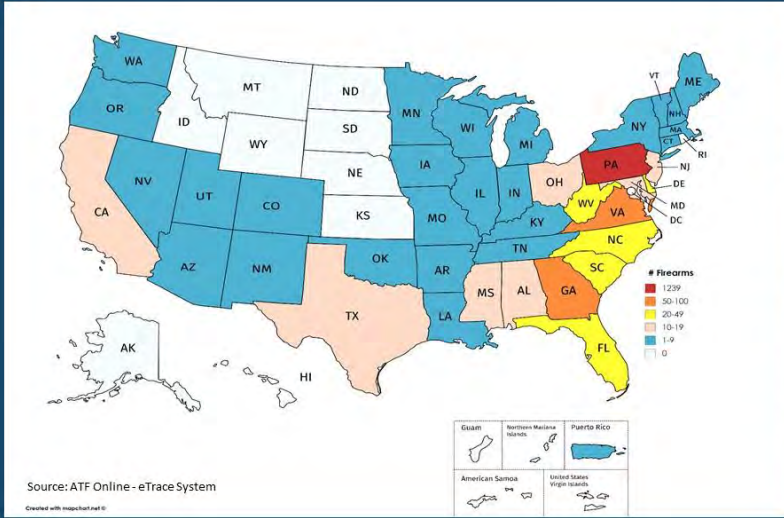 WA
MT
ND
MN
VT
ME
OR
ID
SD
WI
MI
NY
NH
MA
CT
RI
WY
NE
IA
PA
NJ
OH
DE
MD
DC
NV
UT
CO
KS
MO
IL
IN
WV
VA
KY
CA
NC
TN
SC
AZ
NM
OK
AR
MS
AL
GA
LA
TX
FL
# Firearms
1239
50-100
20-49
10-19
1-9
0
AK
HI
Guam
Northern Mariana
Islands
Puerto Rico
American Samoa
United States
Virgin Islands
Source: ATF Online - eTrace System
Created with mapchart.net ©